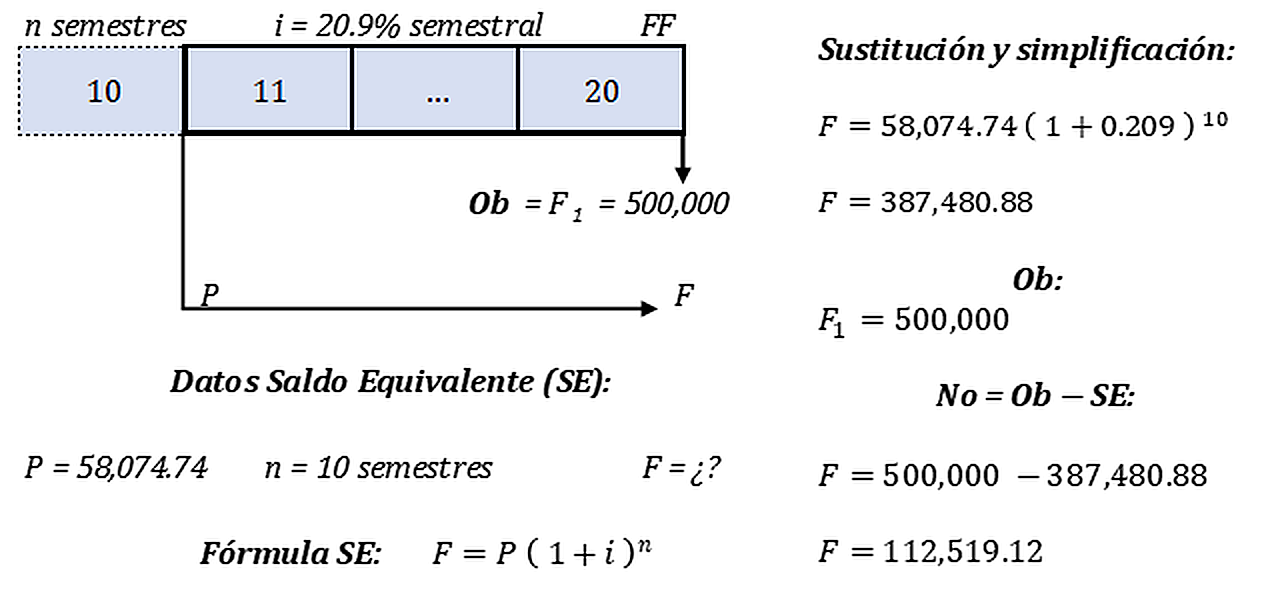 n semestres i = 20.9% semestral FF
10 11 ... 20
Ob = F₁ = 500,000
P F
Datos Saldo Equivalente (SE):
P = 58,074.74 n = 10 semestres F = ¿?
Fórmula SE: F = P ( 1 + i )ⁿ
Sustitución y simplificación:
F = 58,074.74 ( 1 + 0.209 ) ¹⁰
F = 387,480.88
Ob:
F₁ = 500,000
No = Ob − SE:
F = 500,000 − 387,480.88
F = 112,519.12